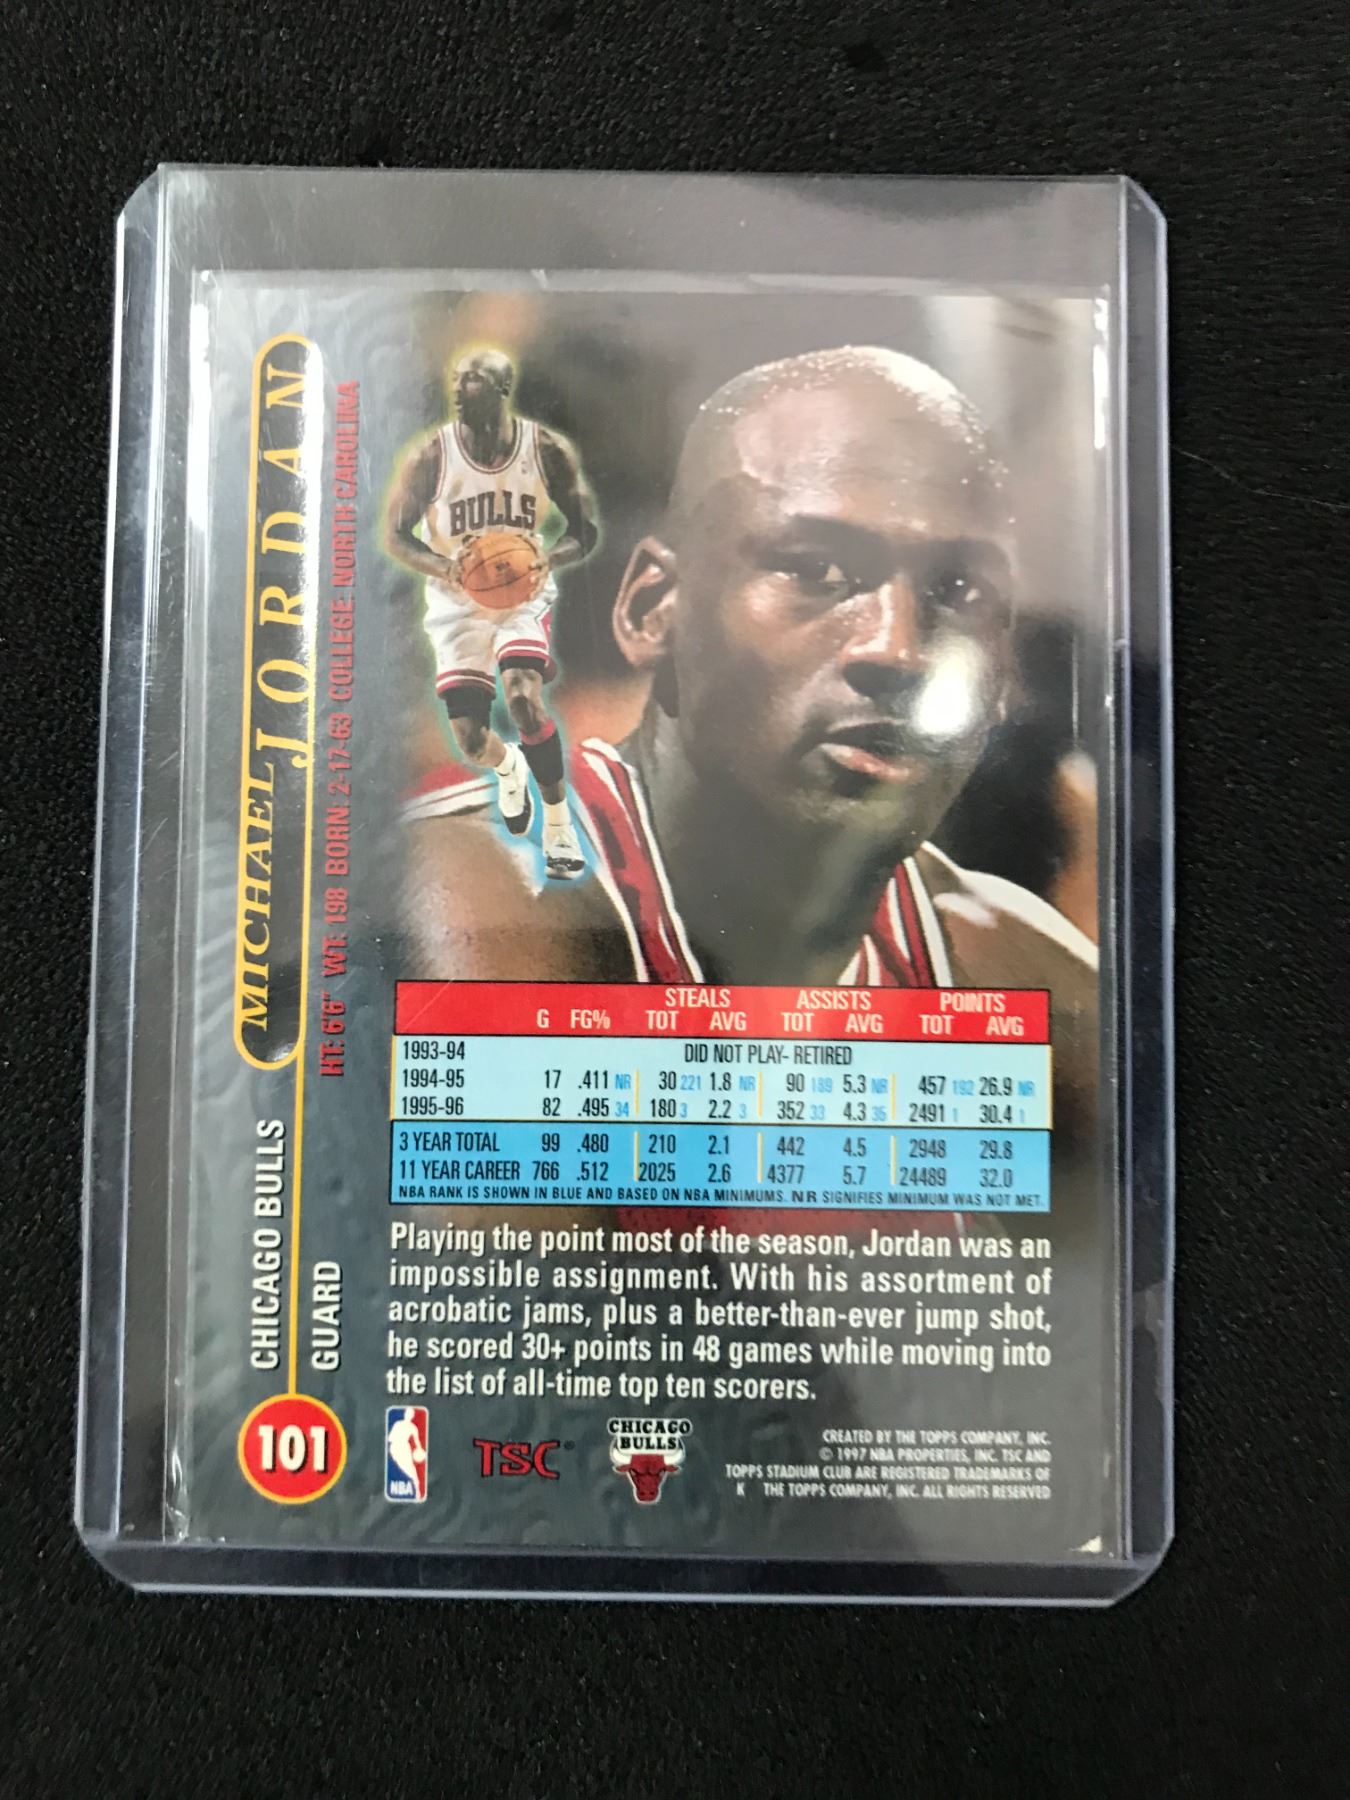 MICHAEL JORDAN
HT: 6'6" WT: 198 BORN: 2-17-63 COLLEGE: NORTH CAROLINA
CHICAGO BULLS
GUARD
101
BULLS
STEALS ASSISTS POINTS
G FG% TOT AVG TOT AVG TOT AVG
1993-94 DID NOT PLAY- RETIRED
1994-95 17 .411 NR 30 221 1.8 NR 90 189 5.3 NR 457 192 26.9 NR
1995-96 82 .495 34 180 3 2.2 3 352 33 4.3 36 2491 1 30.4 1
3 YEAR TOTAL 99 .480 210 2.1 442 4.5 2948 29.8
11 YEAR CAREER 766 .512 2025 2.6 4377 5.7 24489 32.0
NBA RANK IS SHOWN IN BLUE AND BASED ON NBA MINIMUMS. NR SIGNIFIES MINIMUM WAS NOT MET.
Playing the point most of the season, Jordan was an
impossible assignment. With his assortment of
acrobatic jams, plus a better-than-ever jump shot,
he scored 30+ points in 48 games while moving into
the list of all-time top ten scorers.
NBA
TSC®
CHICAGO
BULLS
CREATED BY THE TOPPS COMPANY, INC.
© 1997 NBA PROPERTIES, INC. TSC AND
TOPPS STADIUM CLUB ARE REGISTERED TRADEMARKS OF
K THE TOPPS COMPANY, INC. ALL RIGHTS RESERVED